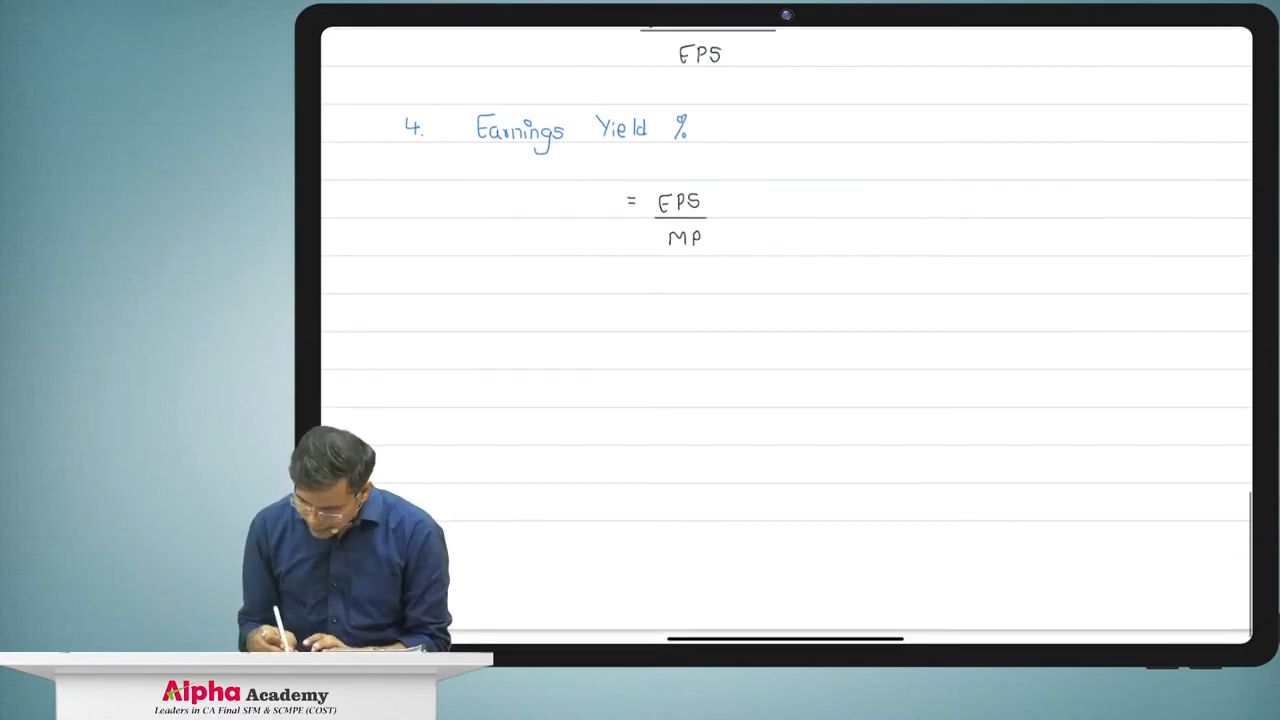 EPS
4. Earnings Yield %
= EPS
MP
Alpha Academy
Leaders in CA Final SFM & SCMPE (COST)